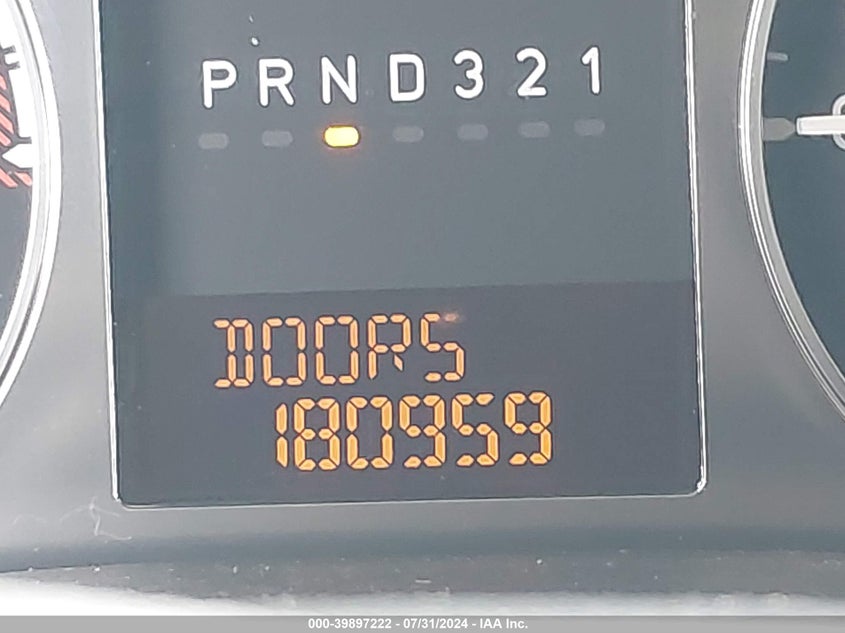 PRND321
DOORS
180959
000-39897222 - 07/31/2024 - IAA Inc.